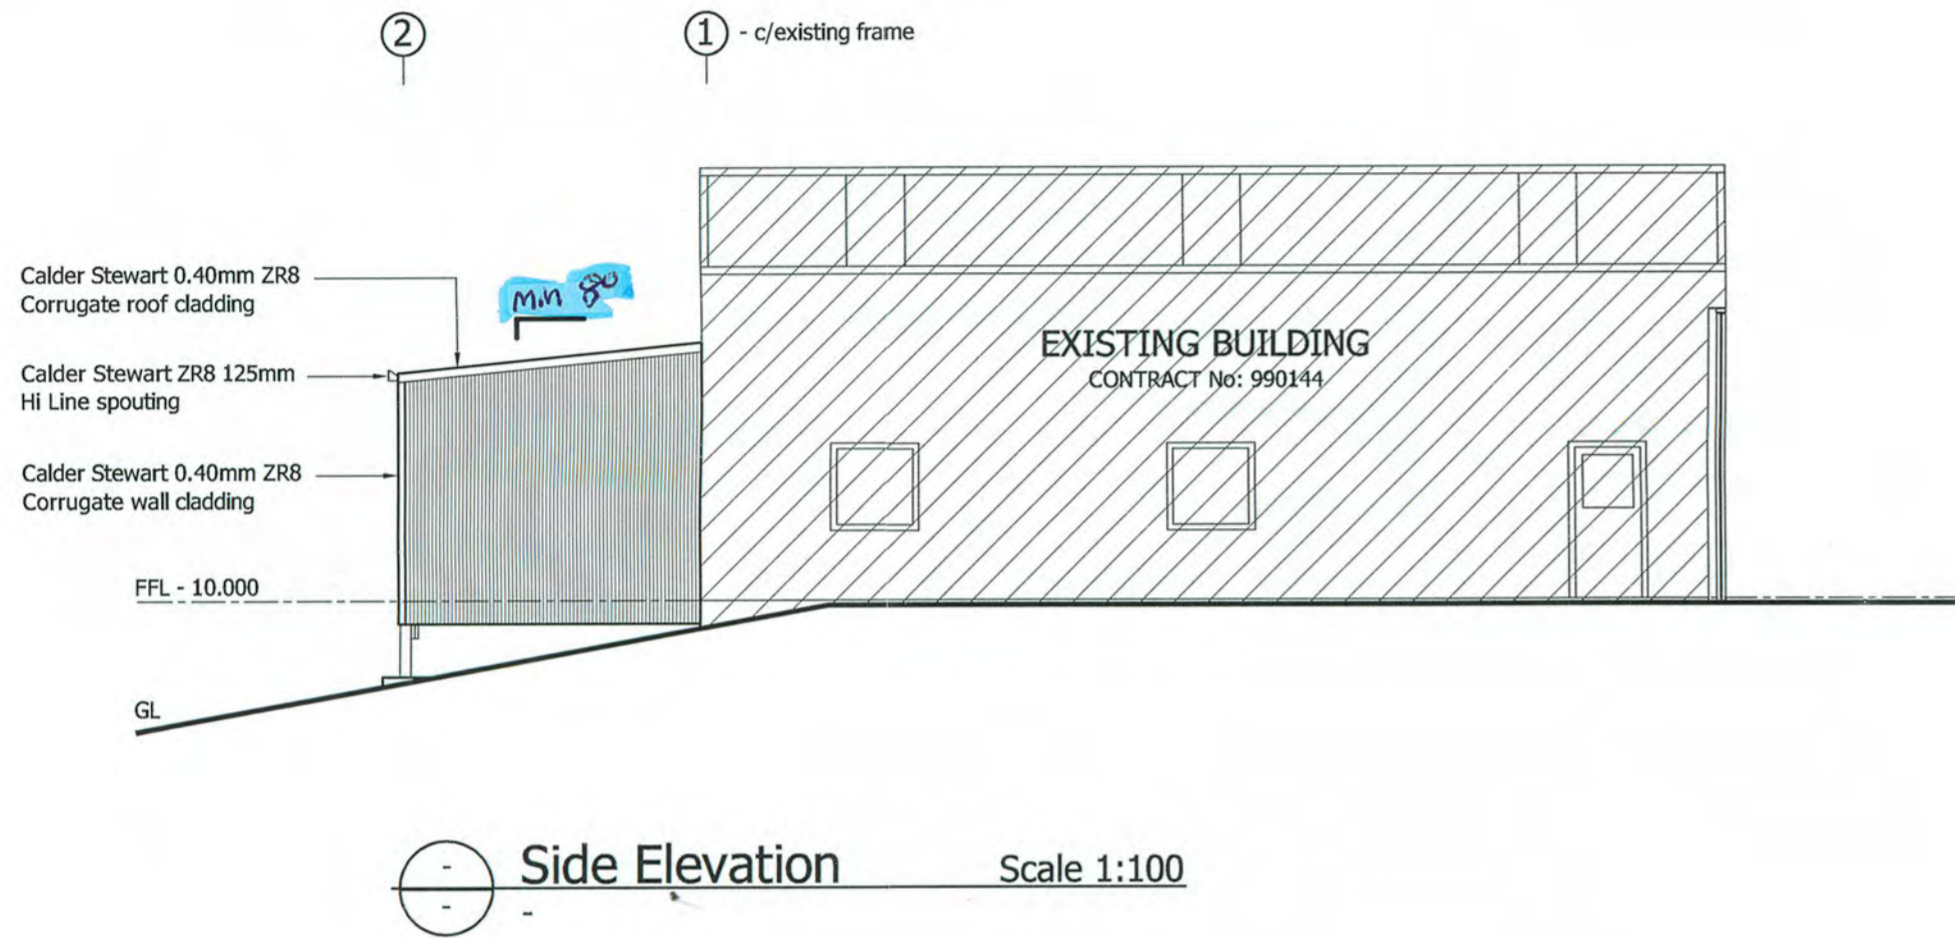 2
1 - c/existing frame
Calder Stewart 0.40mm ZR8
Corrugate roof cladding
Min 80
Calder Stewart ZR8 125mm
Hi Line spouting
EXISTING BUILDING
CONTRACT No: 990144
Calder Stewart 0.40mm ZR8
Corrugate wall cladding
FFL - 10.000
GL
-
Side Elevation
Scale 1:100
-
-